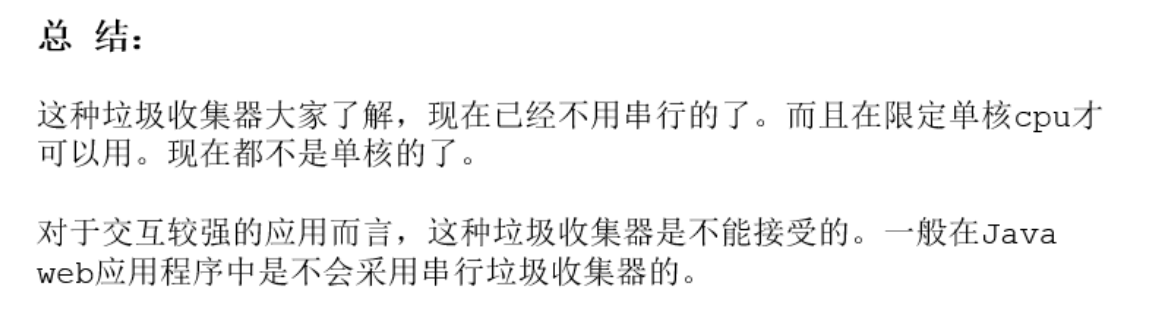 总 结：
这种垃圾收集器大家了解，现在已经不用串行的了。而且在限定单核cpu才
可以用。现在都不是单核的了。
对于交互较强的应用而言，这种垃圾收集器是不能接受的。一般在Java
web应用程序中是不会采用串行垃圾收集器的。